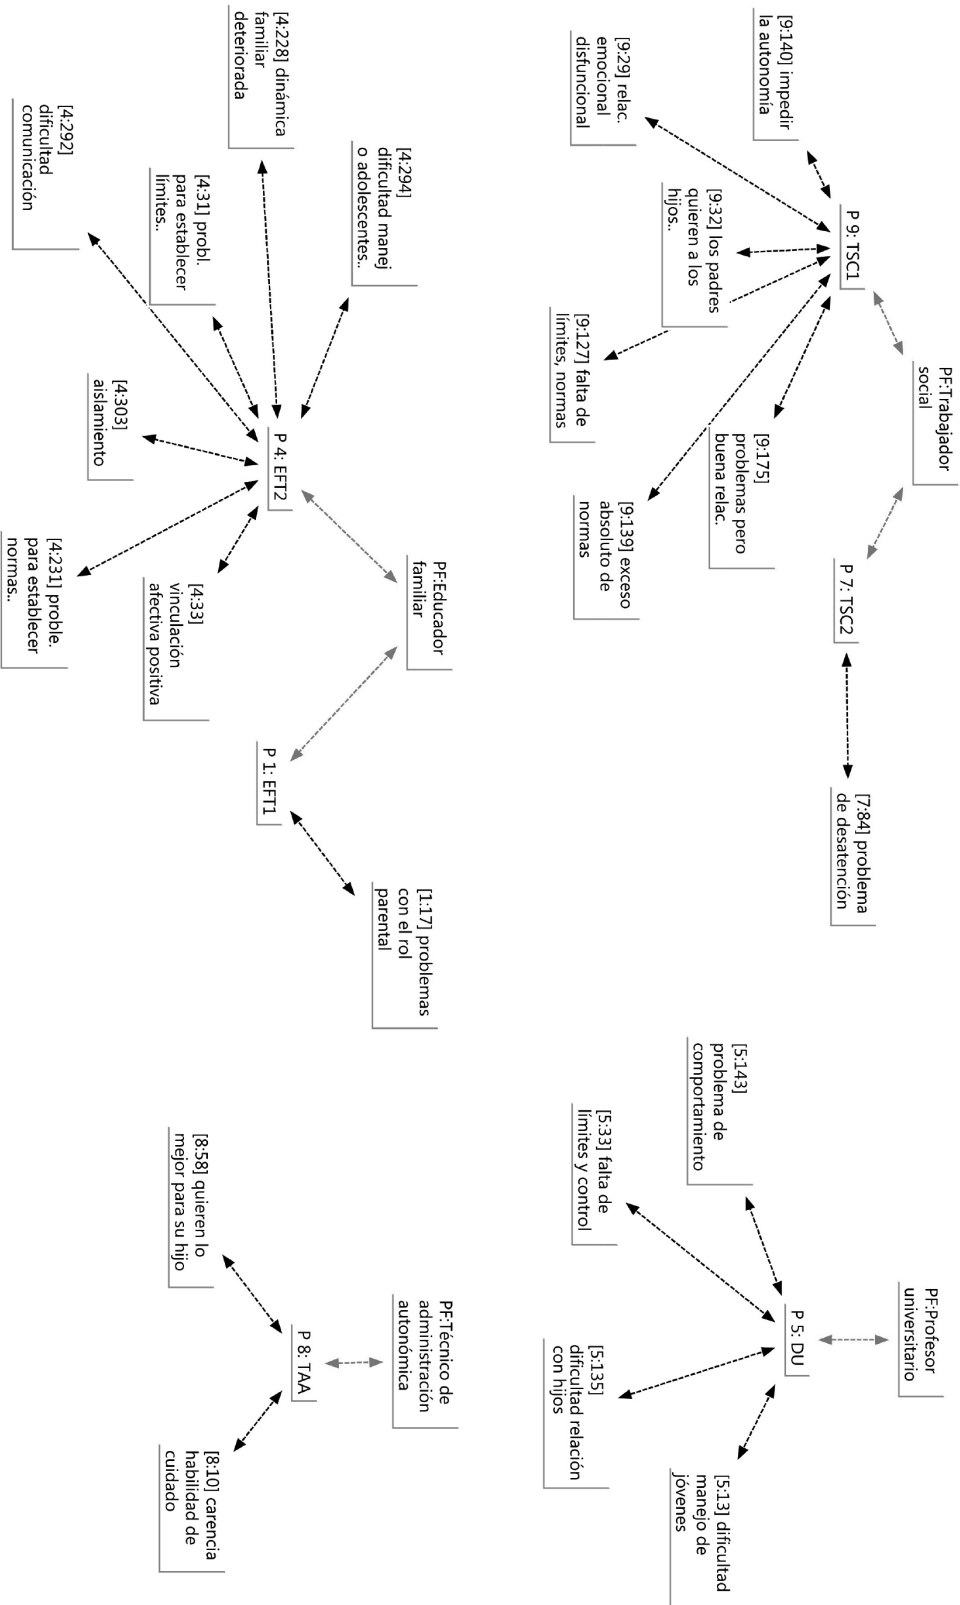 PF:Trabajador
social
P 9: TSC1
P 7: TSC2
[9:140] impedir
la autonomía
[9:29] relac.
emocional
disfuncional
[9:32] los padres
quieren a los
hijos..
[9:127] falta de
límites, normas
[9:175]
problemas pero
buena relac.
[9:139] exceso
absoluto de
normas
[7:84] problema
de desatención
PF:Profesor
universitario
P 5: DU
[5:143]
problema de
comportamiento
[5:33] falta de
límites y control
[5:135]
dificultad relación
con hijos
[5:13] dificultad
manejo de
jóvenes
PF:Educador
familiar
P 4: EFT2
P 1: EFT1
[4:294]
dificultad manej
o adolescentes..
[4:228] dinámica
familiar
deteriorada
[4:31] probl.
para establecer
límites..
[4:292]
dificultad
comunicación
[4:303]
aislamiento
[4:231] proble.
para establecer
normas..
[4:33]
vinculación
afectiva positiva
[1:17] problemas
con el rol
parental
PF:Técnico de
administración
autonómica
P 8: TAA
[8:58] quieren lo
mejor para su hijo
[8:10] carencia
habilidad de
cuidado